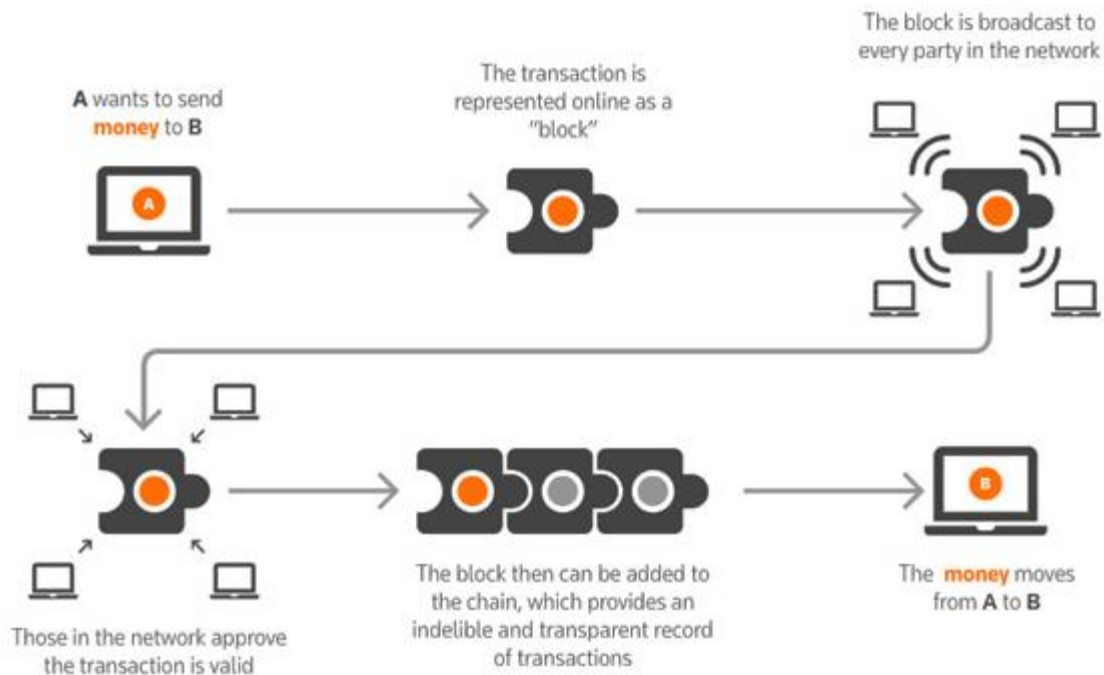 A wants to send
money to B
A
The transaction is
represented online as a
"block"
The block is broadcast to
every party in the network
Those in the network approve
the transaction is valid
The block then can be added to
the chain, which provides an
indelible and transparent record
of transactions
B
The money moves
from A to B